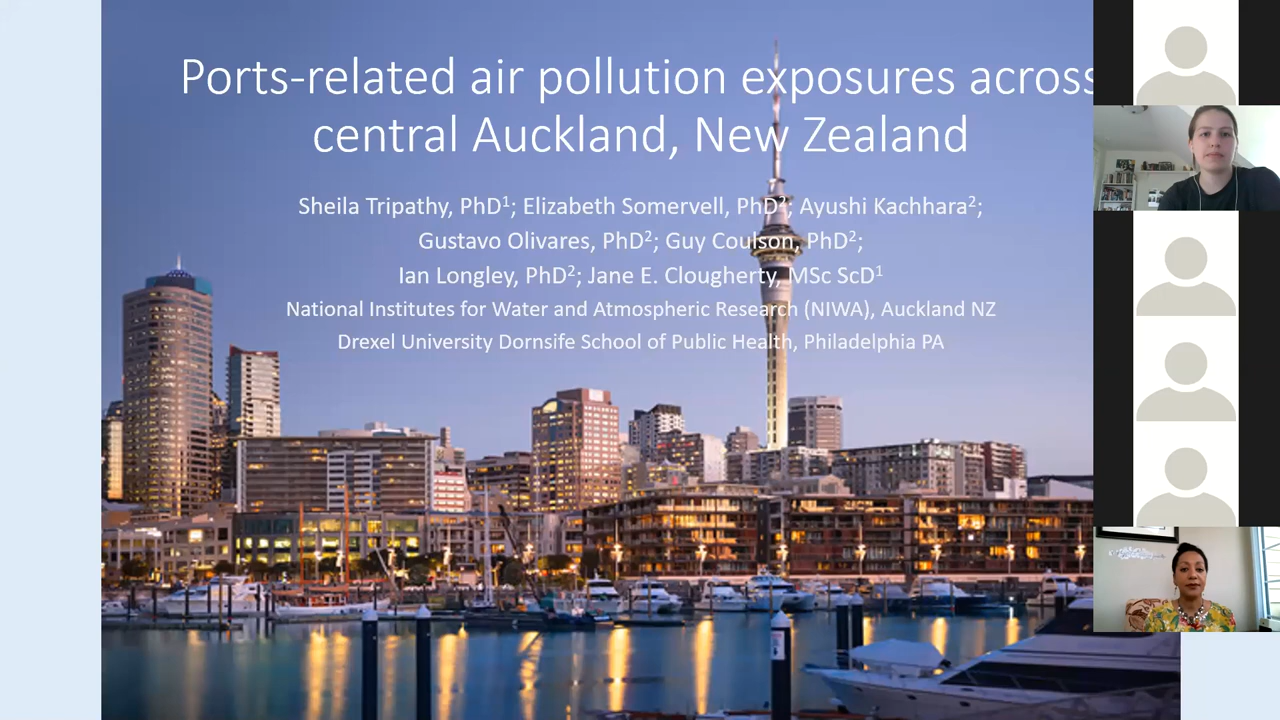 Ports-related air pollution exposures across
central Auckland, New Zealand
Sheila Tripathy, PhD¹; Elizabeth Somervell, PhD²; Ayushi Kachhara²;
Gustavo Olivares, PhD²; Guy Coulson, PhD²;
Ian Longley, PhD²; Jane E. Clougherty, MSc ScD¹
National Institutes for Water and Atmospheric Research (NIWA), Auckland NZ
Drexel University Dornsife School of Public Health, Philadelphia PA